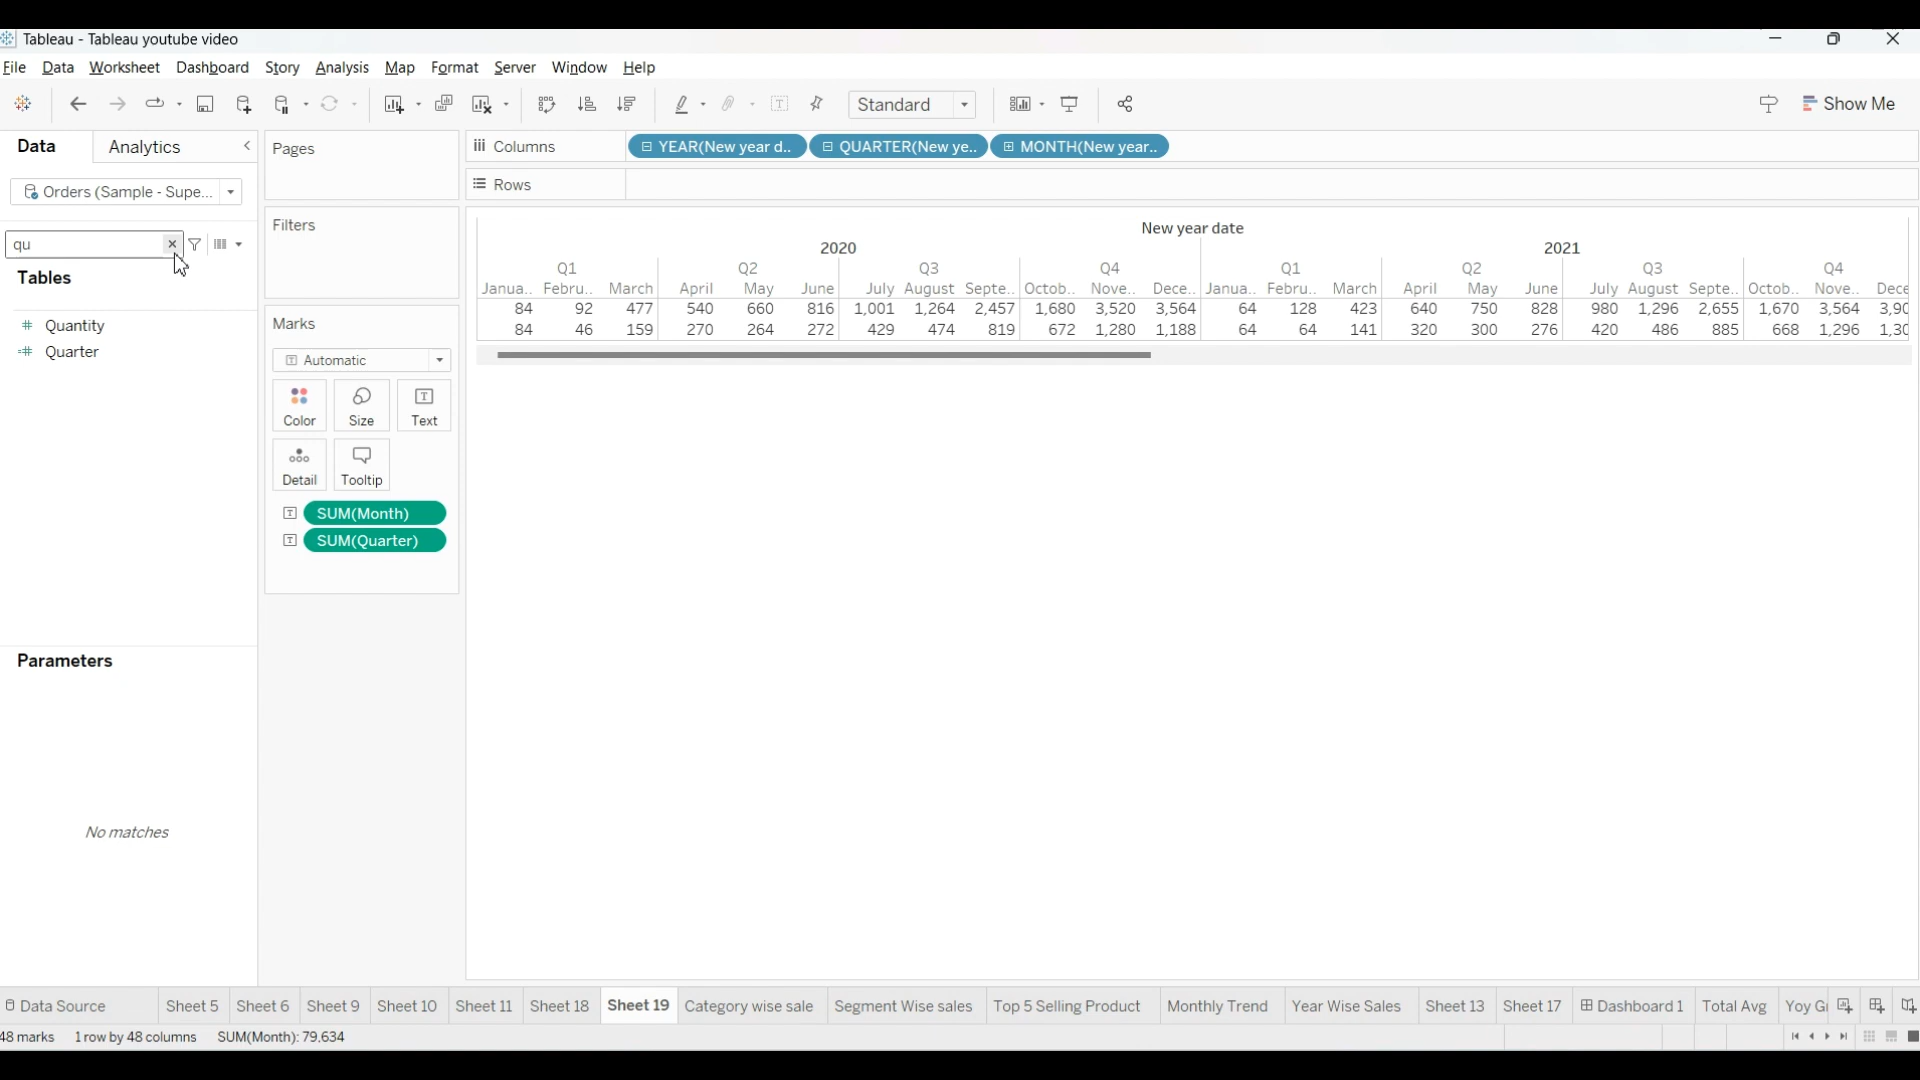 Tableau - Tableau youtube video
File Data Worksheet Dashboard Story Analysis Map Format Server Window Help
Standard
Show Me
Data
Analytics
Orders (Sample - Supe...
qu
Tables
# Quantity
=# Quarter
Parameters
No matches
Pages
Filters
Marks
Automatic
Color Size Text
Detail Tooltip
SUM(Month)
SUM(Quarter)
Columns YEAR(New year d.. QUARTER(New ye.. MONTH(New year..
Rows
New year date
2020 2021
Q1 Q2 Q3 Q4 Q1 Q2 Q3 Q4
Janua.. Febru.. March April May June July August Septe.. Octob.. Nove.. Dece.. Janua.. Febru.. March April May June July August Septe.. Octob.. Nove.. Dece
84 92 477 540 660 816 1,001 1,264 2,457 1,680 3,520 3,564 64 128 423 640 750 828 980 1,296 2,655 1,670 3,564 3,90
84 46 159 270 264 272 429 474 819 672 1,280 1,188 64 64 141 320 300 276 420 486 885 668 1,296 1,30
Data Source Sheet 5 Sheet 6 Sheet 9 Sheet 10 Sheet 11 Sheet 18 Sheet 19 Category wise sale Segment Wise sales Top 5 Selling Product Monthly Trend Year Wise Sales Sheet 13 Sheet 17 Dashboard 1 Total Avg Yoy Gr
48 marks 1 row by 48 columns SUM(Month): 79,634